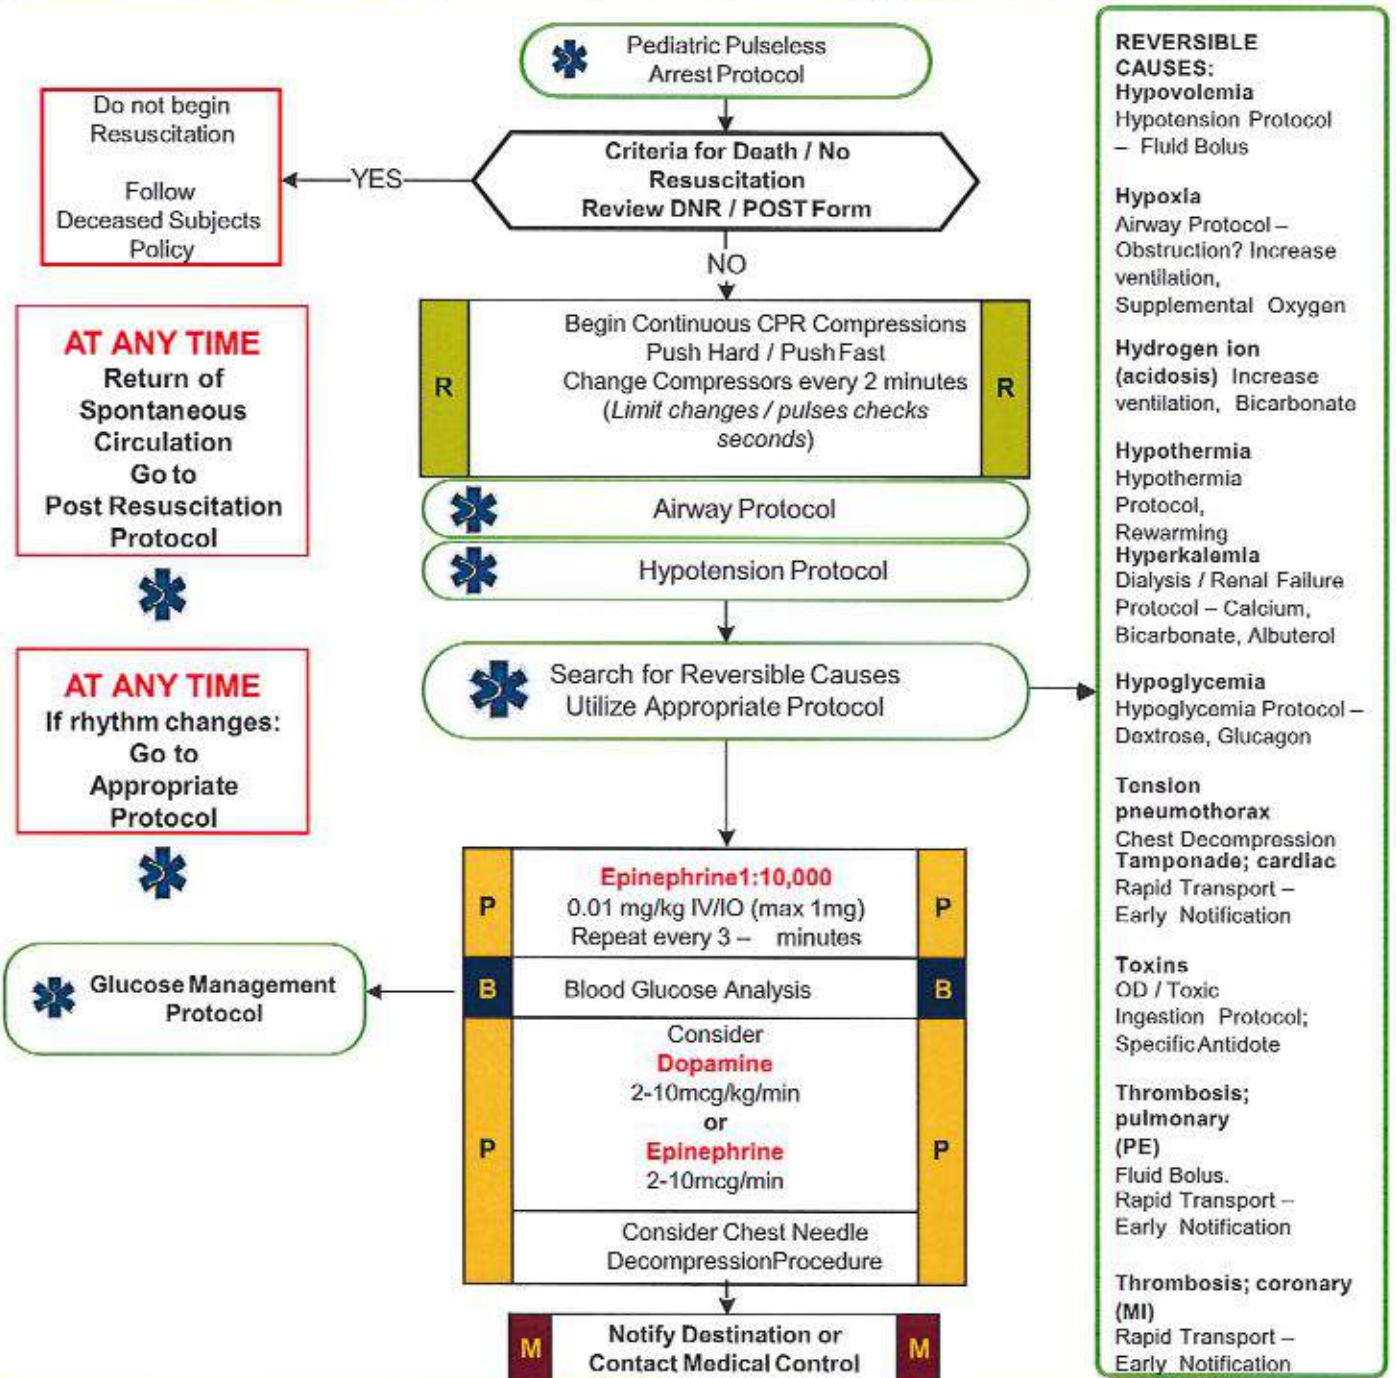 Pediatric Pulseless
Arrest Protocol
Do not begin
Resuscitation
Follow
Deceased Subjects
Policy
YES
Criteria for Death / No
Resuscitation
Review DNR / POST Form
NO
AT ANY TIME
Return of
Spontaneous
Circulation
Go to
Post Resuscitation
Protocol
R
Begin Continuous CPR Compressions
Push Hard / Push Fast
Change Compressors every 2 minutes
(Limit changes / pulses checks
seconds)
R
Airway Protocol
Hypotension Protocol
AT ANY TIME
If rhythm changes:
Go to
Appropriate
Protocol
Search for Reversible Causes
Utilize Appropriate Protocol
P
Epinephrine1:10,000
0.01 mg/kg IV/IO (max 1mg)
Repeat every 3 – minutes
P
Glucose Management
Protocol
B
Blood Glucose Analysis
B
P
Consider
Dopamine
2-10mcg/kg/min
or
Epinephrine
2-10mcg/min
P
Consider Chest Needle
DecompressionProcedure
M
Notify Destination or
Contact Medical Control
M
REVERSIBLE
CAUSES:
Hypovolemia
Hypotension Protocol
– Fluid Bolus
Hypoxia
Airway Protocol –
Obstruction? Increase
ventilation,
Supplemental Oxygen
Hydrogen ion
(acidosis) Increase
ventilation, Bicarbonate
Hypothermia
Hypothermia
Protocol,
Rewarming
Hyperkalemia
Dialysis / Renal Failure
Protocol – Calcium,
Bicarbonate, Albuterol
Hypoglycemia
Hypoglycemia Protocol –
Dextrose, Glucagon
Tension
pneumothorax
Chest Decompression
Tamponade; cardiac
Rapid Transport –
Early Notification
Toxins
OD / Toxic
Ingestion Protocol;
Specific Antidote
Thrombosis;
pulmonary
(PE)
Fluid Bolus.
Rapid Transport –
Early Notification
Thrombosis; coronary
(MI)
Rapid Transport –
Early Notification